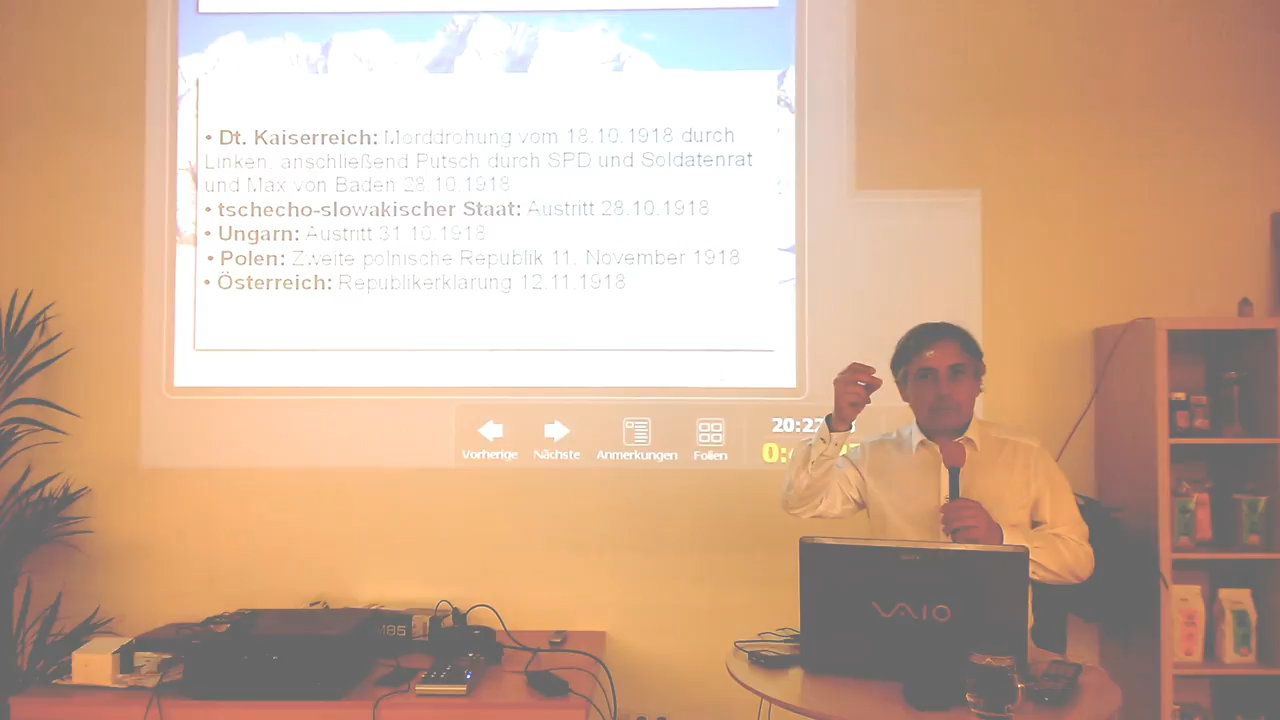 • Dt. Kaiserreich: Morddrohung vom 18.10.1918 durch
Linken, anschließend Putsch durch SPD und Soldatenrat
und Max von Baden 28.10.1918
• tschecho-slowakischer Staat: Austritt 28.10.1918
• Ungarn: Austritt 31.10.1918
• Polen: Zweite polnische Republik 11. November 1918
• Österreich: Republikerklärung 12.11.1918
Vorherige
Nächste
Anmerkungen
Folien
VAIO